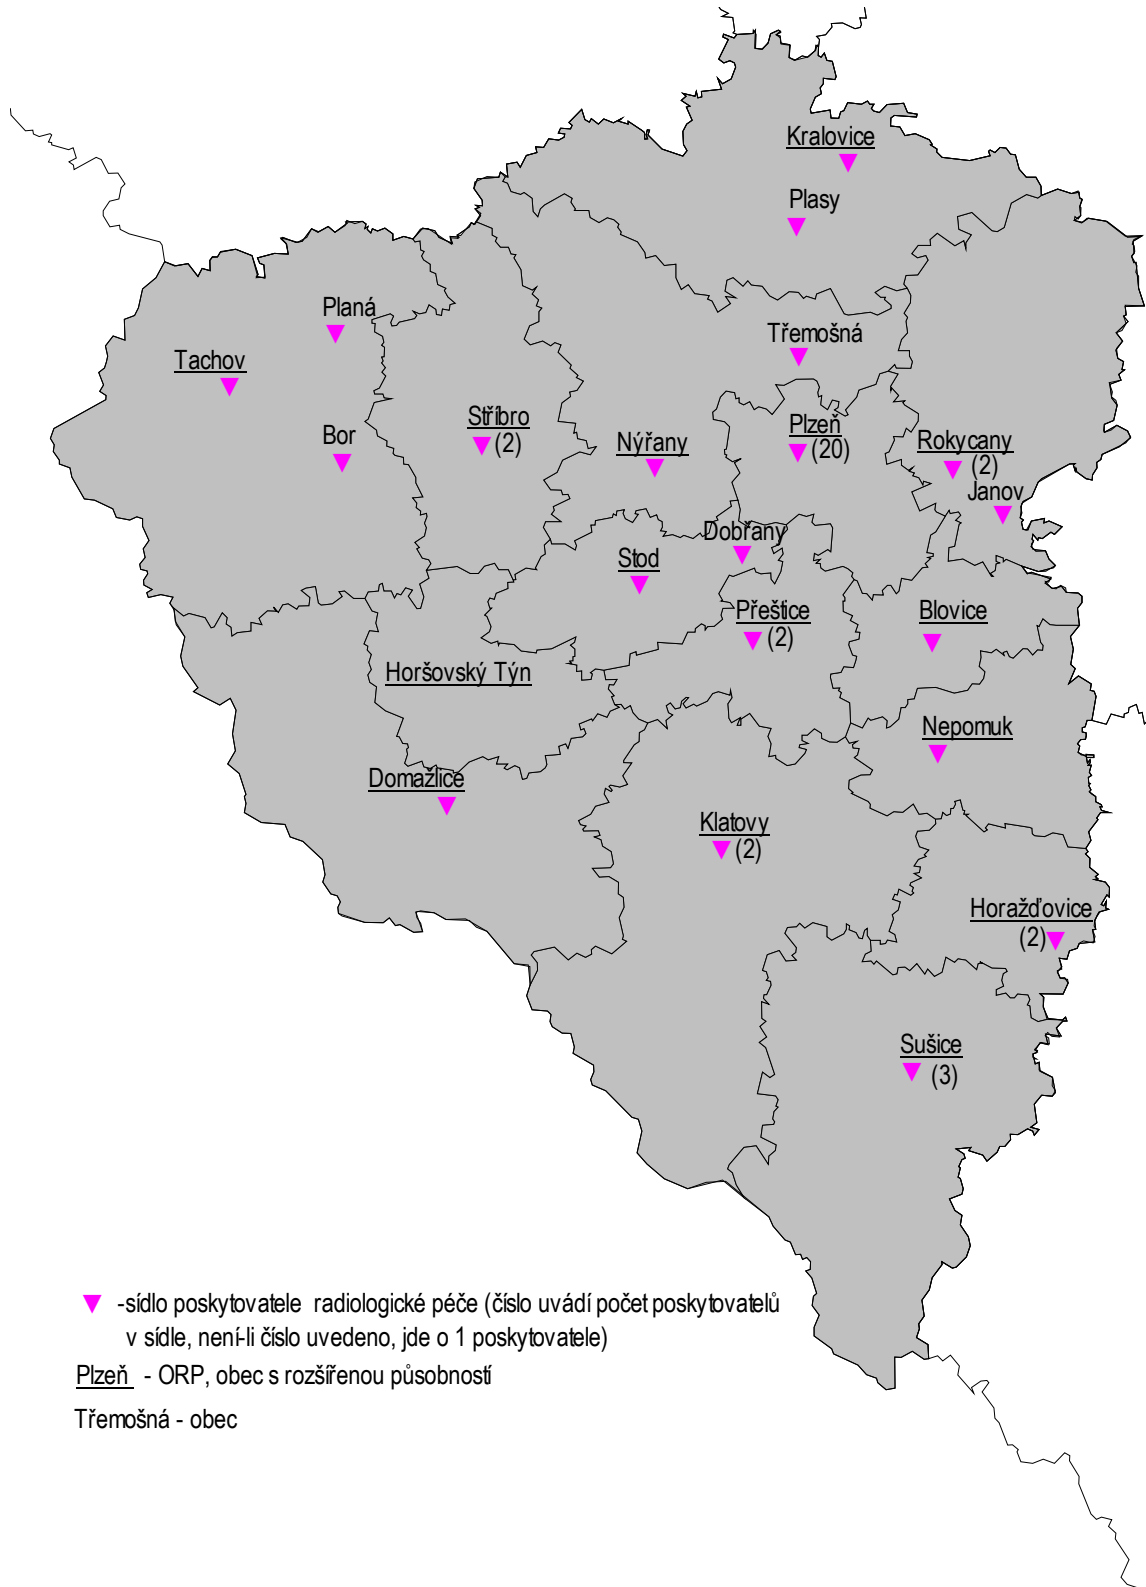 Kralovice
Plasy
Planá
Třemošná
Tachov
Stříbro
(2)
Plzeň
(20)
Bor
Nýřany
Rokycany
(2)
Janov
Dobřany
Stod
Přeštice
(2)
Blovice
Horšovský Týn
Nepomuk
Domažlice
Klatovy
(2)
Horažďovice
(2)
Sušice
(3)
-sídlo poskytovatele radiologické péče (číslo uvádí počet poskytovatelů
v sídle, není-li číslo uvedeno, jde o 1 poskytovatele)
Plzeň - ORP, obec s rozšířenou působností
Třemošná - obec